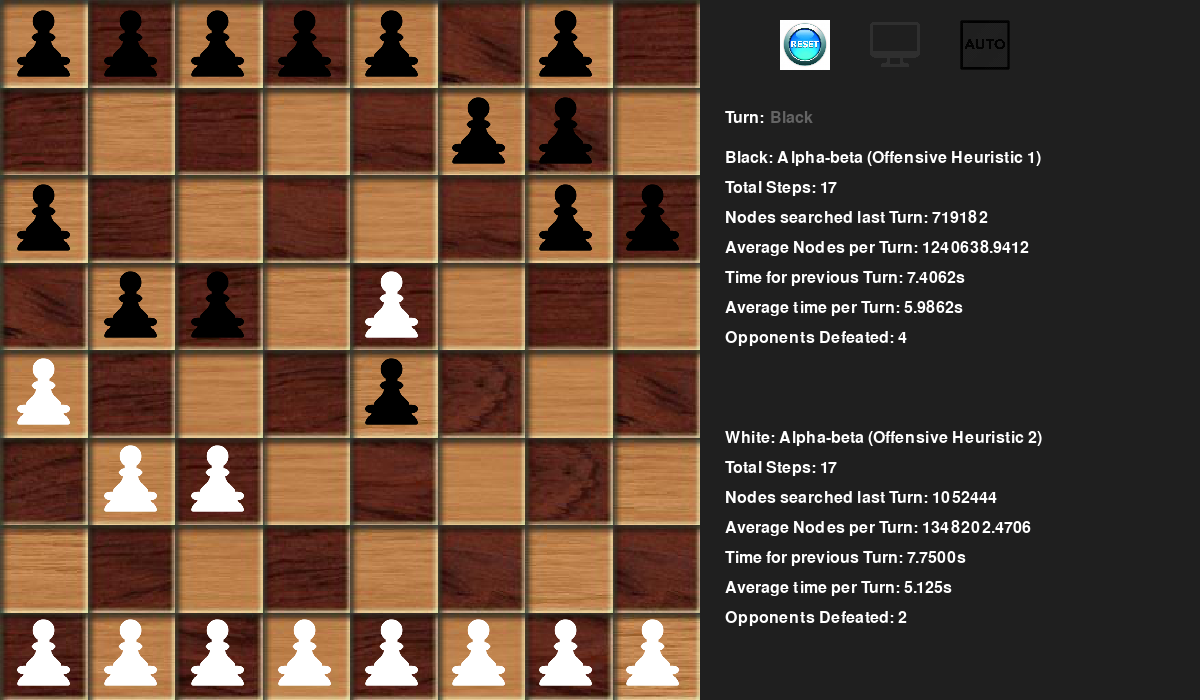 RESET
AUTO
Turn: Black
Black: Alpha-beta (Offensive Heuristic 1)
Total Steps: 17
Nodes searched last Turn: 719182
Average Nodes per Turn: 1240638.9412
Time for previous Turn: 7.4062s
Average time per Turn: 5.9862s
Opponents Defeated: 4
White: Alpha-beta (Offensive Heuristic 2)
Total Steps: 17
Nodes searched last Turn: 1052444
Average Nodes per Turn: 1348202.4706
Time for previous Turn: 7.7500s
Average time per Turn: 5.125s
Opponents Defeated: 2